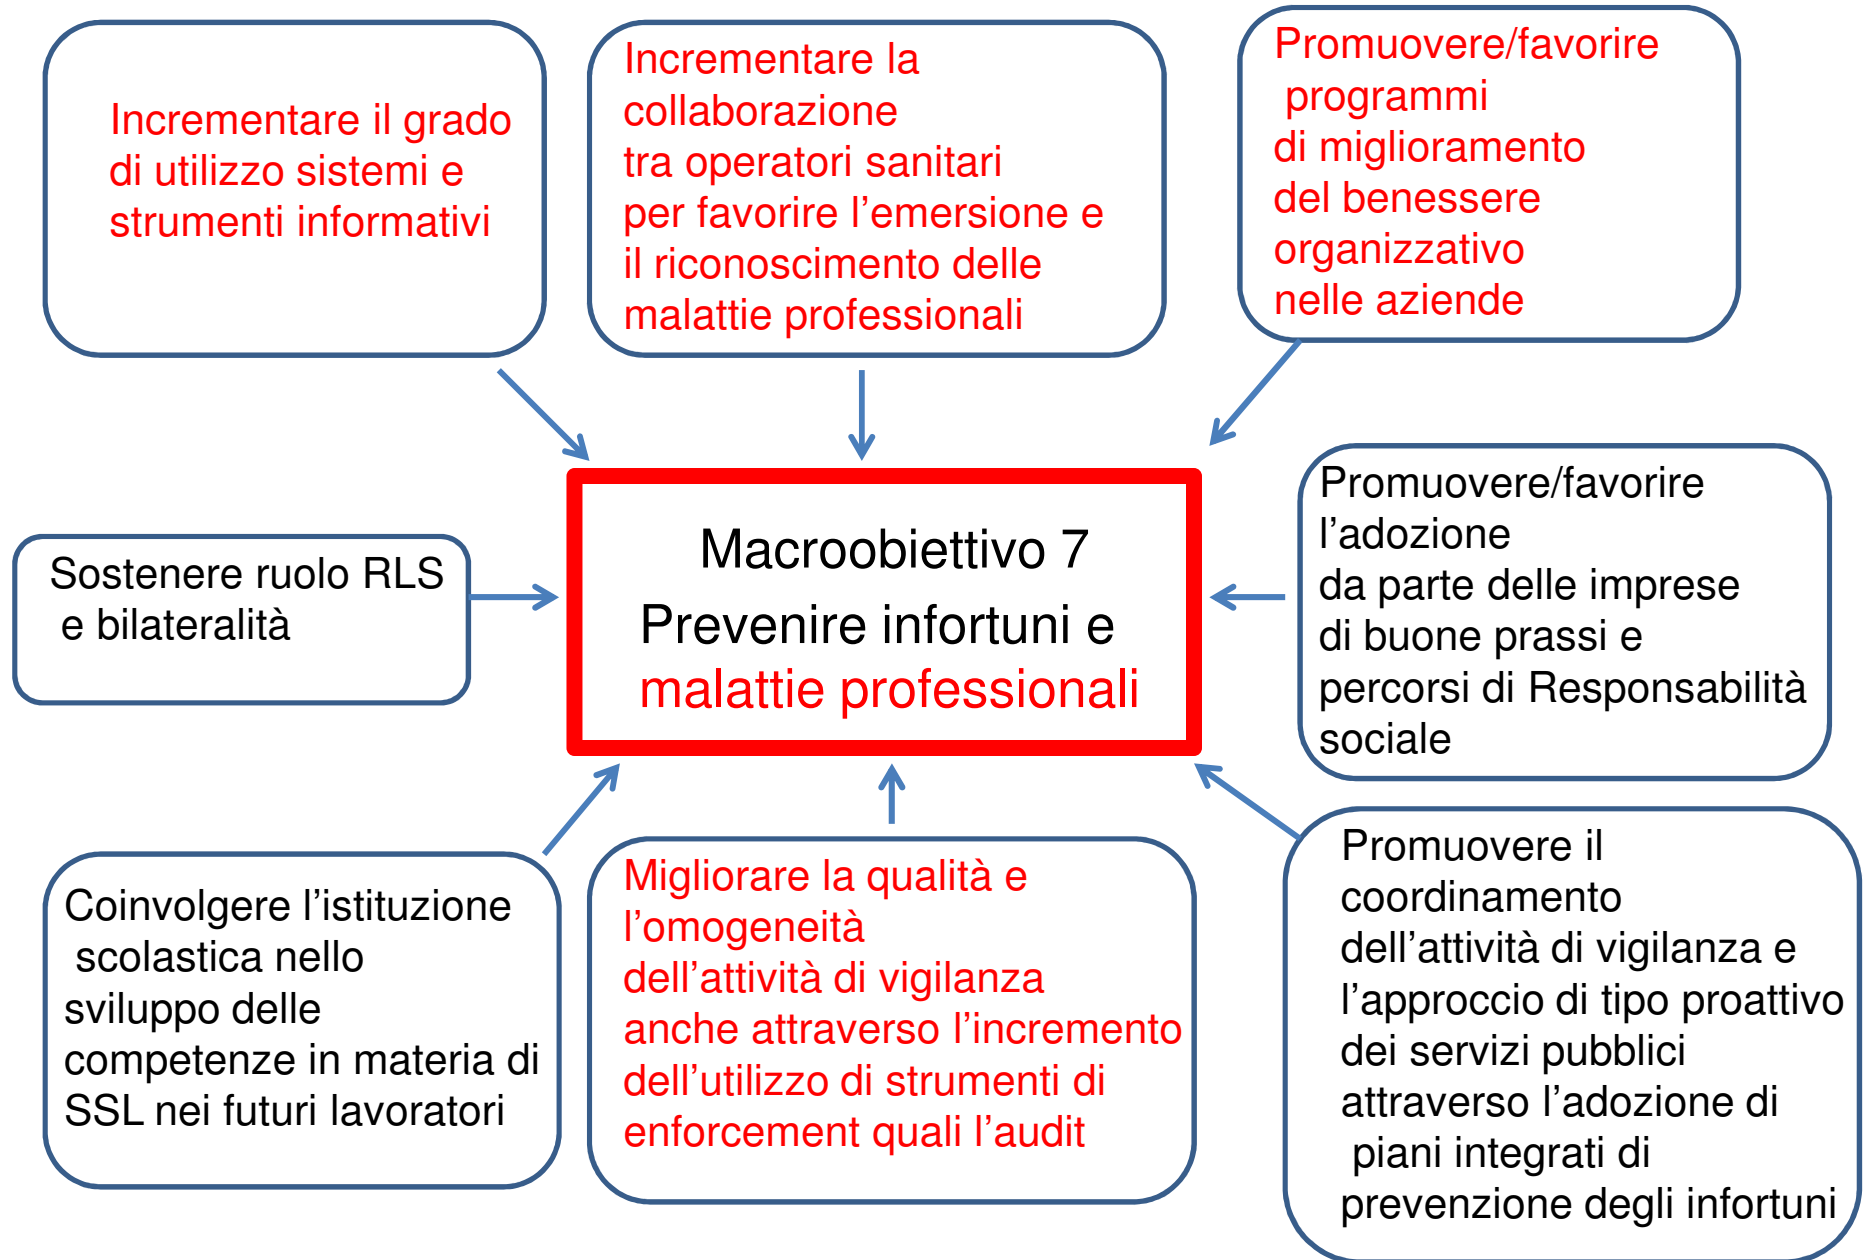 Incrementare il grado
di utilizzo sistemi e
strumenti informativi
Incrementare la
collaborazione
tra operatori sanitari
per favorire l’emersione e
il riconoscimento delle
malattie professionali
Promuovere/favorire
programmi
di miglioramento
del benessere
organizzativo
nelle aziende
Sostenere ruolo RLS
e bilateralità
Macroobiettivo 7
Prevenire infortuni e
malattie professionali
Promuovere/favorire
l’adozione
da parte delle imprese
di buone prassi e
percorsi di Responsabilità
sociale
Coinvolgere l’istituzione
scolastica nello
sviluppo delle
competenze in materia di
SSL nei futuri lavoratori
Migliorare la qualità e
l’omogeneità
dell’attività di vigilanza
anche attraverso l’incremento
dell’utilizzo di strumenti di
enforcement quali l’audit
Promuovere il
coordinamento
dell’attività di vigilanza e
l’approccio di tipo proattivo
dei servizi pubblici
attraverso l’adozione di
piani integrati di
prevenzione degli infortuni